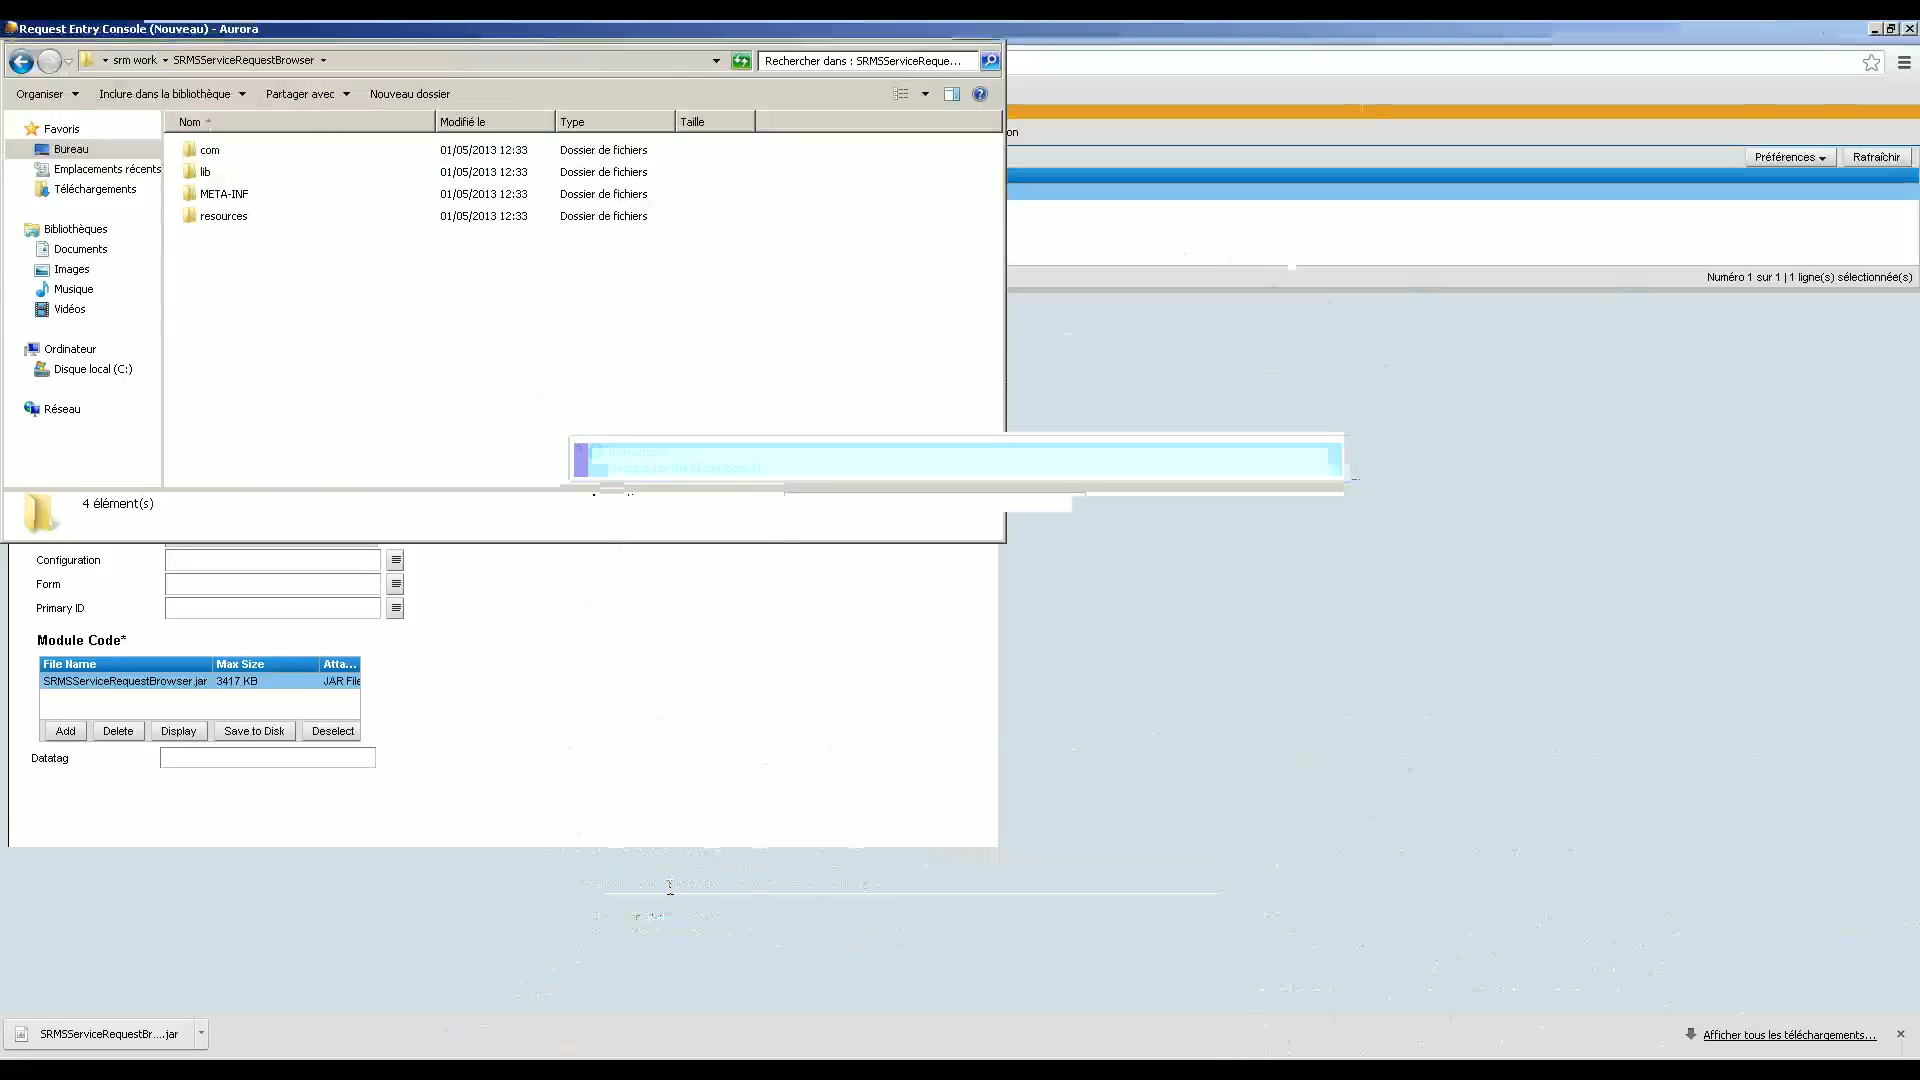 Request Entry Console (Nouveau) - Aurora
srm work SRMSServiceRequestBrowser
Rechercher dans : SRMSServiceReque...
Organiser Inclure dans la bibliothèque Partager avec Nouveau dossier
Nom Modifié le Type Taille
Favoris
Bureau
Emplacements récents
Téléchargements
Bibliothèques
Documents
Images
Musique
Vidéos
Ordinateur
Disque local (C:)
Réseau
com 01/05/2013 12:33 Dossier de fichiers
lib 01/05/2013 12:33 Dossier de fichiers
META-INF 01/05/2013 12:33 Dossier de fichiers
resources 01/05/2013 12:33 Dossier de fichiers
on
Préférences Rafraîchir
Numéro 1 sur 1 | 1 ligne(s) sélectionnée(s)
Instructions
Please enter the information
4 élément(s)
Configuration
Form
Primary ID
Module Code*
File Name Max Size Atta...
SRMSServiceRequestBrowser.jar 3417 KB JAR File
Add Delete Display Save to Disk Deselect
Datatag
SRMSServiceRequestBr....jar
Afficher tous les téléchargements...